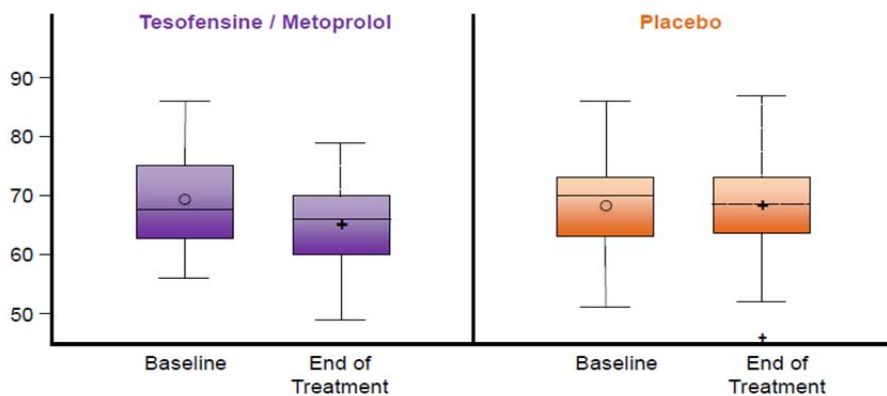 Tesofensine / Metoprolol
Placebo
90
80
70
60
50
Baseline
End of
Treatment
Baseline
End of
Treatment